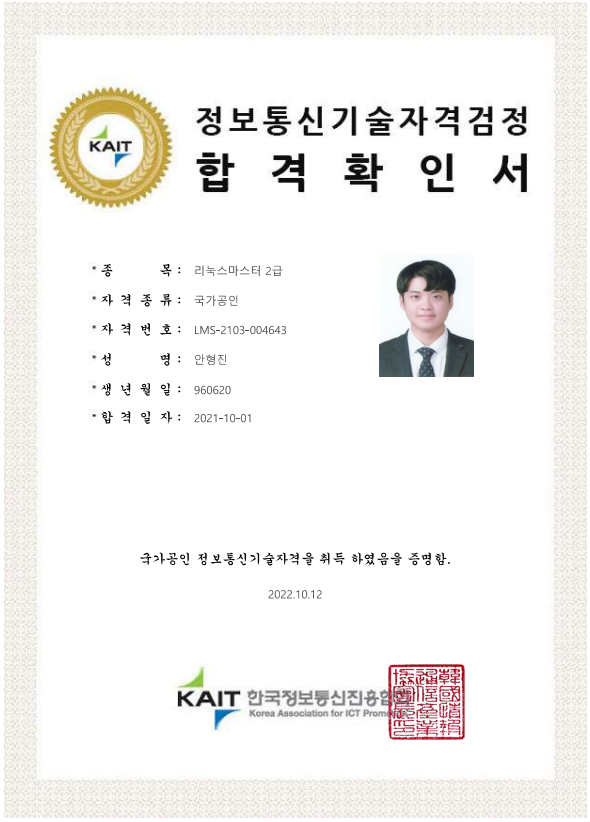 KAIT
정보통신기술자격검정
합격확인서
* 종 목 : 리눅스마스터 2급
* 자격종류 : 국가공인
* 자격번호 : LMS-2103-004643
* 성 명 : 안형진
* 생년월일 : 960620
* 합격일자 : 2021-10-01
국가공인 정보통신기술자격을 취득 하였음을 증명함.
2022.10.12
KAIT 한국정보통신진흥협회
Korea Association for ICT Promotion